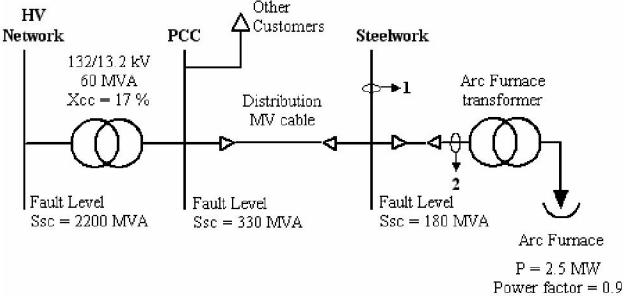 HV
Network
132/13.2 kV
60 MVA
Xcc = 17 %
PCC
Other
Customers
Distribution
MV cable
Steelwork
1
2
Arc Furnace
transformer
Fault Level
Ssc = 2200 MVA
Fault Level
Ssc = 330 MVA
Fault Level
Ssc = 180 MVA
Arc Furnace
P = 2.5 MW
Power factor = 0.9